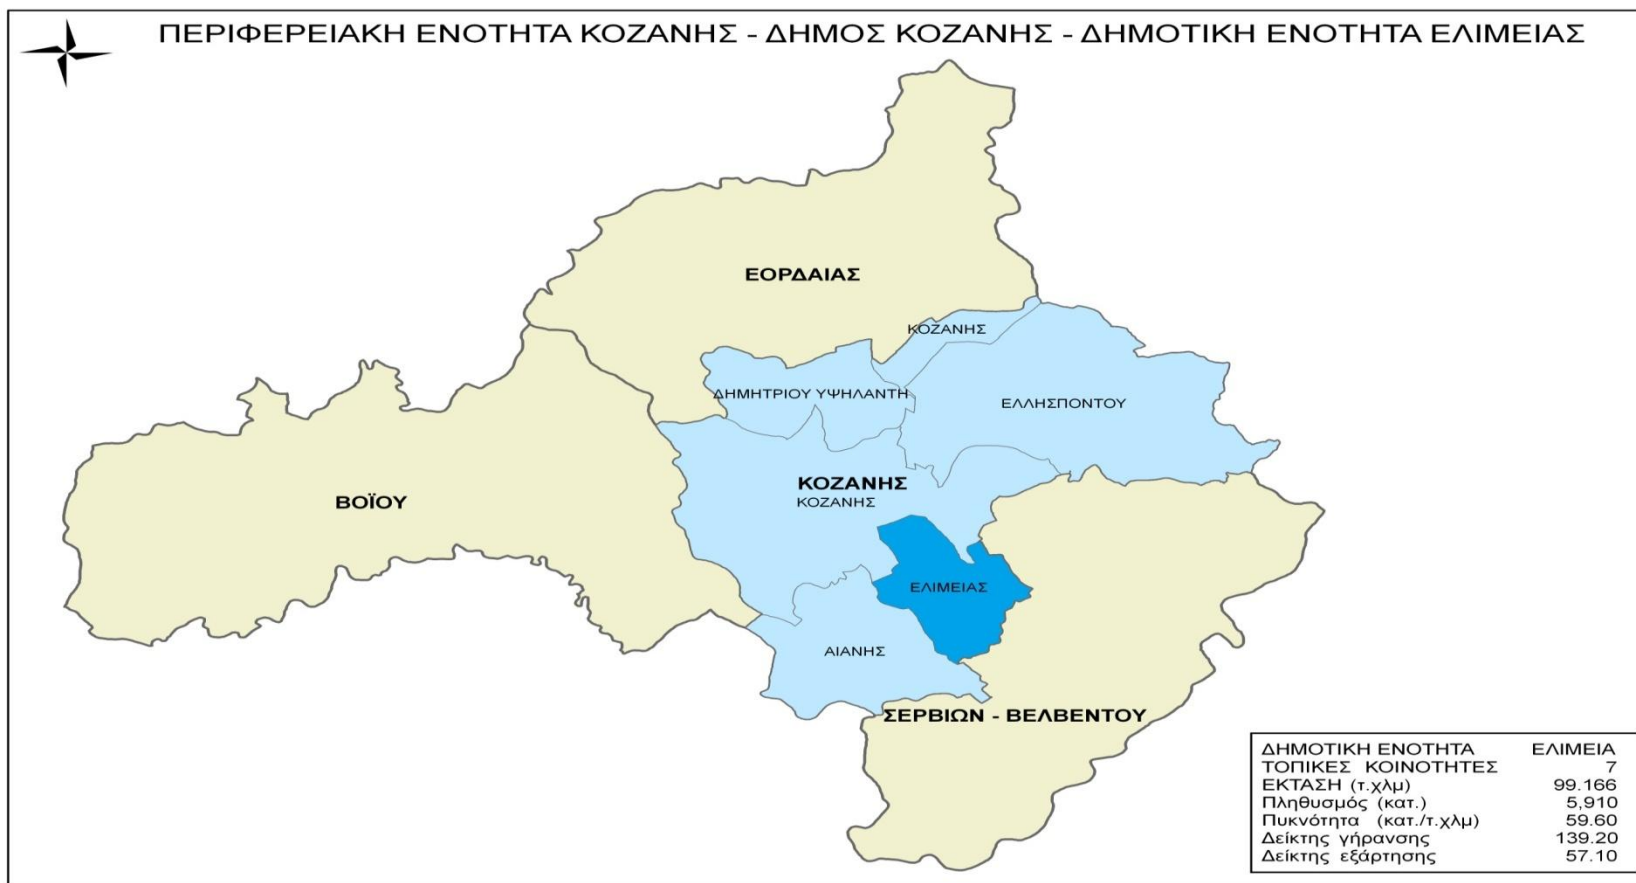 ΠΕΡΙΦΕΡΕΙΑΚΗ ΕΝΟΤΗΤΑ ΚΟΖΑΝΗΣ - ΔΗΜΟΣ ΚΟΖΑΝΗΣ - ΔΗΜΟΤΙΚΗ ΕΝΟΤΗΤΑ ΕΛΙΜΕΙΑΣ
ΕΟΡΔΑΙΑΣ
ΚΟΖΑΝΗΣ
ΔΗΜΗΤΡΙΟΥ ΥΨΗΛΑΝΤΗ
ΕΛΛΗΣΠΟΝΤΟΥ
ΚΟΖΑΝΗΣ
ΚΟΖΑΝΗΣ
ΒΟΪΟΥ
ΕΛΙΜΕΙΑΣ
ΑΙΑΝΗΣ
ΣΕΡΒΙΩΝ - ΒΕΛΒΕΝΤΟΥ
ΔΗΜΟΤΙΚΗ ΕΝΟΤΗΤΑ ΕΛΙΜΕΙΑ
ΤΟΠΙΚΕΣ ΚΟΙΝΟΤΗΤΕΣ 7
ΕΚΤΑΣΗ (τ.χλμ) 99.166
Πληθυσμός (κατ.) 5,910
Πυκνότητα (κατ./τ.χλμ) 59.60
Δείκτης γήρανσης 139.20
Δείκτης εξάρτησης 57.10